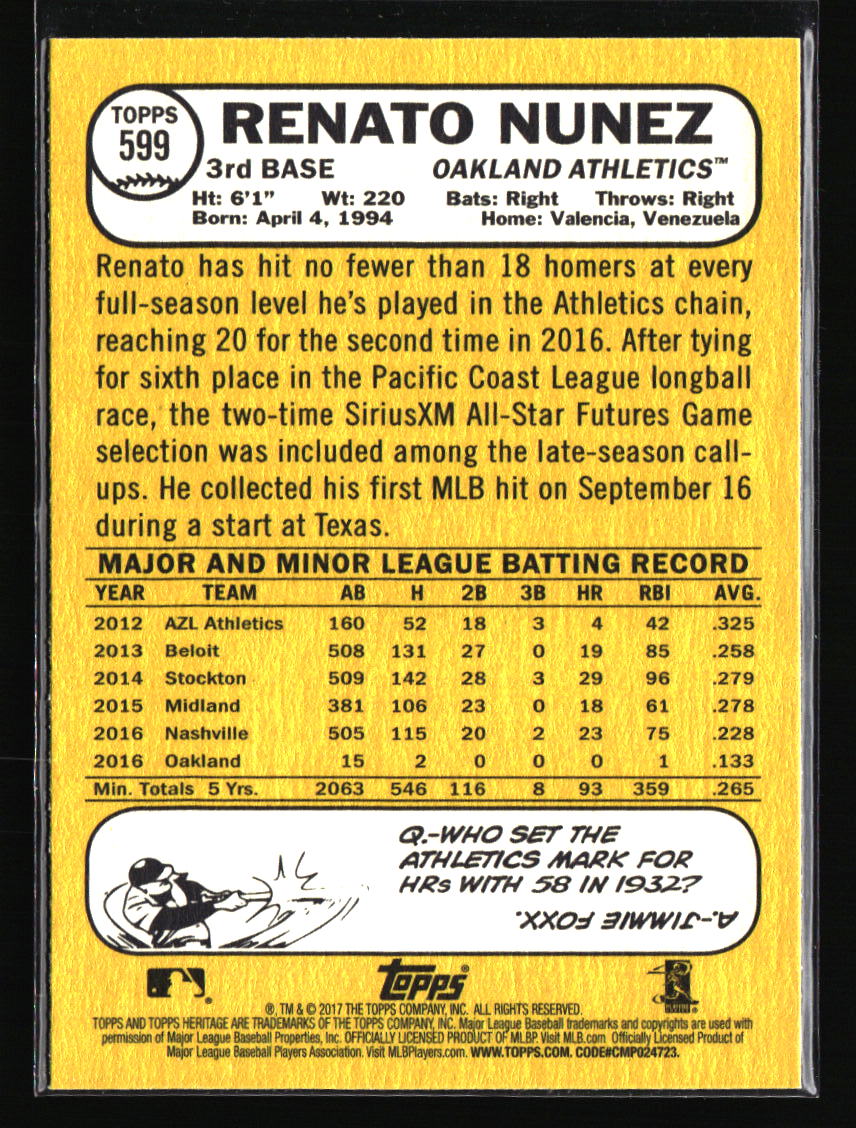 TOPPS
599
RENATO NUNEZ
3rd BASE OAKLAND ATHLETICS™
Ht: 6'1" Wt: 220 Bats: Right Throws: Right
Born: April 4, 1994 Home: Valencia, Venezuela
Renato has hit no fewer than 18 homers at every
full-season level he's played in the Athletics chain,
reaching 20 for the second time in 2016. After tying
for sixth place in the Pacific Coast League longball
race, the two-time SiriusXM All-Star Futures Game
selection was included among the late-season call-
ups. He collected his first MLB hit on September 16
during a start at Texas.
MAJOR AND MINOR LEAGUE BATTING RECORD
YEAR TEAM AB H 2B 3B HR RBI AVG.
2012 AZL Athletics 160 52 18 3 4 42 .325
2013 Beloit 508 131 27 0 19 85 .258
2014 Stockton 509 142 28 3 29 96 .279
2015 Midland 381 106 23 0 18 61 .278
2016 Nashville 505 115 20 2 23 75 .228
2016 Oakland 15 2 0 0 0 1 .133
Min. Totals 5 Yrs. 2063 546 116 8 93 359 .265
Q.-WHO SET THE
ATHLETICS MARK FOR
HRs WITH 58 IN 1932?
A.-JIMMIE FOXX.
topps®
®, TM & © 2017 THE TOPPS COMPANY, INC. ALL RIGHTS RESERVED.
TOPPS AND TOPPS HERITAGE ARE TRADEMARKS OF THE TOPPS COMPANY, INC. Major League Baseball trademarks and copyrights are used with
permission of Major League Baseball Properties, Inc. OFFICIALLY LICENSED PRODUCT OF MLBP. Visit MLB.com Officially Licensed Product of
Major League Baseball Players Association. Visit MLBPlayers.com. WWW.TOPPS.COM. CODE#CMP024723.